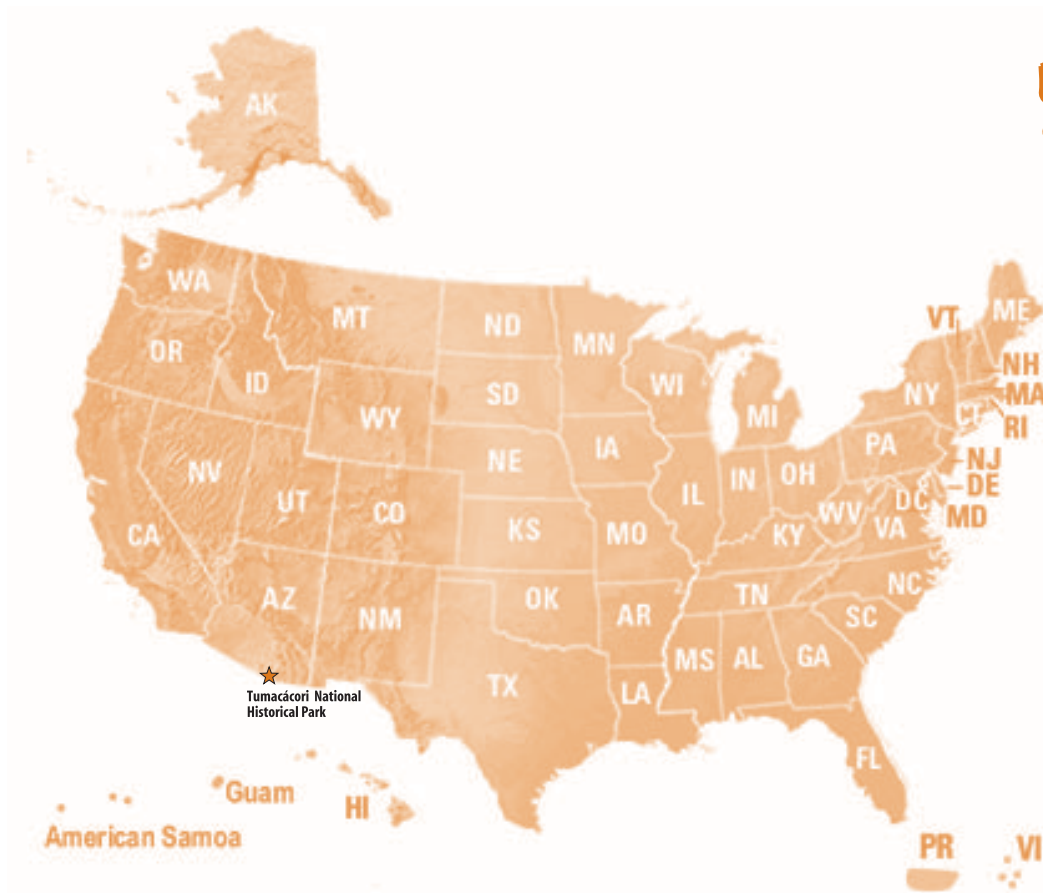 AK
WA
MT
ND
MN
VT
ME
OR
ID
SD
WI
MI
NY
NH
MA
WY
CT
RI
NV
UT
CO
NE
IA
IL
IN
OH
PA
NJ
DE
MD
DC
CA
KS
MO
KY
WV
VA
AZ
NM
OK
AR
TN
NC
SC
TX
LA
MS
AL
GA
Tumacácori National
Historical Park
FL
Guam
HI
American Samoa
PR
VI